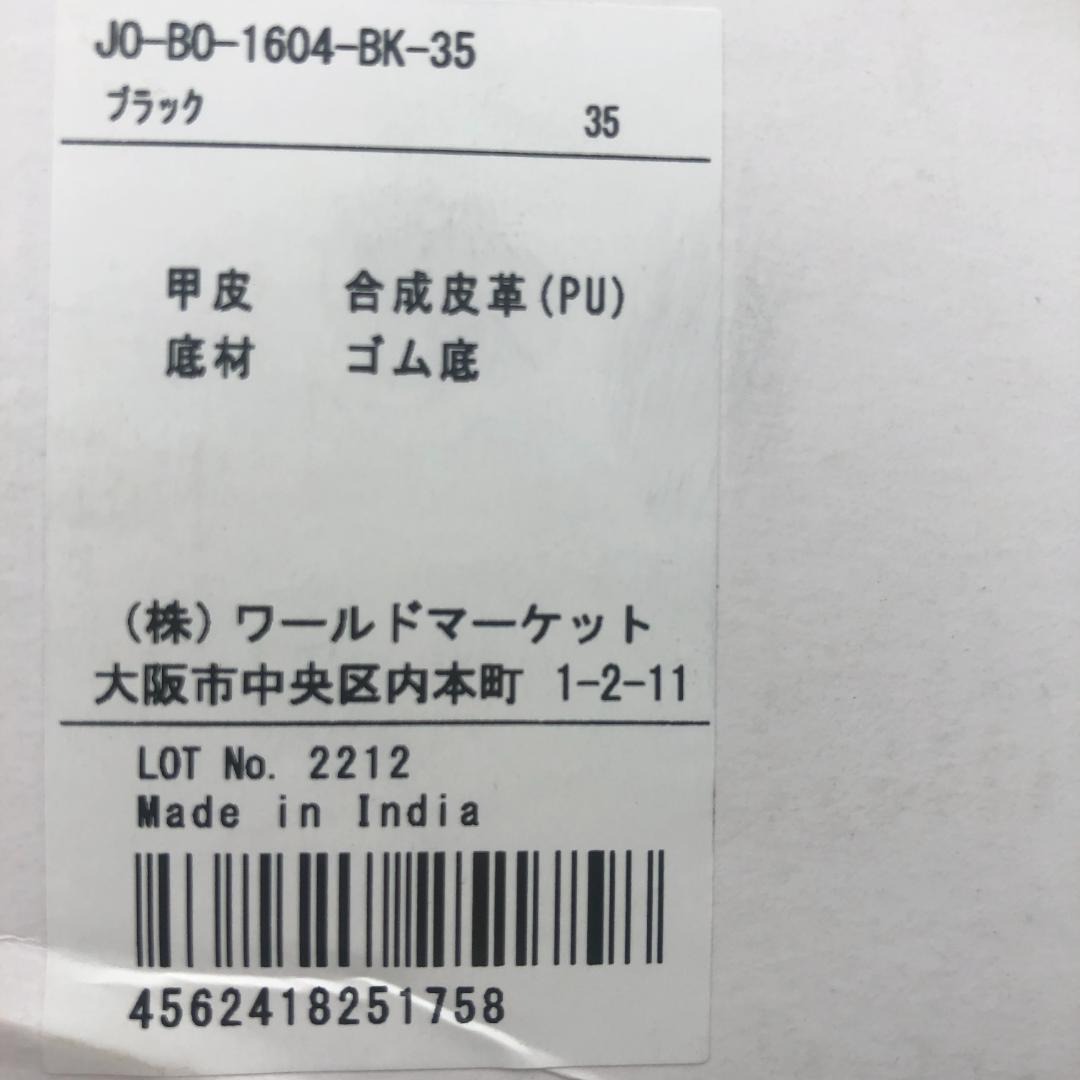 JO-BO-1604-BK-35
ブラック 35
甲皮 合成皮革(PU)
底材 ゴム底
(株)ワールドマーケット
大阪市中央区内本町 1-2-11
LOT No. 2212
Made in India
4562418251758